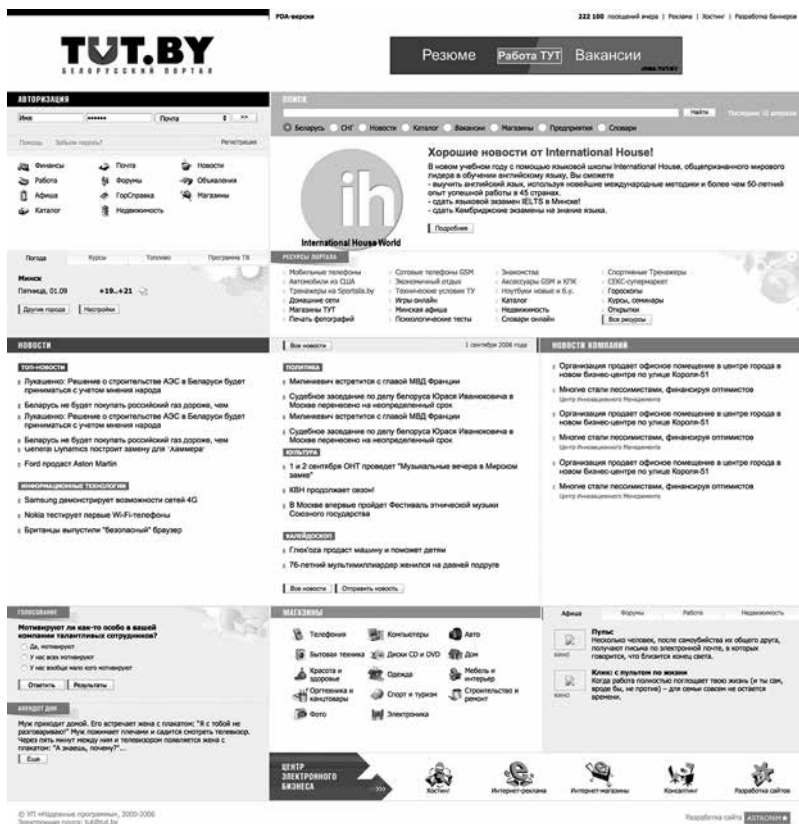 PDA-версия
222 100 посещений вчера | Реклама | Хостинг | Разработка баннеров
TUT.BY
БЕЛОРУССКИЙ ПОРТАЛ
Резюме Работа ТУТ Вакансии
АВТОРИЗАЦИЯ
Имя •••••• Почта >>
Помощь Забыли пароль? Регистрация
Финансы Почта Новости
Работа Форумы Объявления
Афиша ГорСправка Магазины
Каталог Недвижимость
ПОИСК
Найти
Беларусь СНГ Новости Каталог Вакансии Магазины Предприятия Словари
ih
International House World
Хорошие новости от International House!
В новом учебном году с помощью языковой школы International House, общепризнанного мирового
лидера в обучении английскому языку, Вы сможете
- выучить английский язык, используя новейшие международные методики и более чем 50-летний
опыт успешной работы в 45 странах.
- сдать языковой экзамен IELTS в Минске!
- сдать Кембриджские экзамены на знание языка.
Подробнее
Погода Курсы Топливо Программа ТВ
Минск
Пятница, 01.09 +19..+21
Другие города Настройки
РЕСУРСЫ ПОРТАЛА
Мобильные телефоны Сотовые телефоны GSM Знакомства Спортивные Тренажеры
Автомобили из США Экономичный отдых Аксессуары GSM и КПК СЕКС-супермаркет
Тренажеры на Sportsila.by Технические условия ТУ Ноутбуки новые и б.у. Гороскопы
Домашние сети Игры онлайн Каталог Курсы, семинары
Магазины ТУТ Минская афиша Недвижимость Открытки
Печать фотографий Психологические тесты Словари онлайн Все ресурсы
НОВОСТИ
ТОП-НОВОСТИ
Лукашенко: Решение о строительстве АЭС в Беларуси будет
приниматься с учетом мнения народа
Беларусь не будет покупать российский газ дороже, чем
Лукашенко: Решение о строительстве АЭС в Беларуси будет
приниматься с учетом мнения народа
Беларусь не будет покупать российский газ дороже, чем
General Dynamics построит замену для "Хаммера"
Ford продаст Aston Martin
ИНФОРМАЦИОННЫЕ ТЕХНОЛОГИИ
Samsung демонстрирует возможности сетей 4G
Nokia тестирует первые Wi-Fi-телефоны
Британцы выпустили "безопасный" браузер
Все новости 1 сентября 2006 года
ПОЛИТИКА
Милинкевич встретится с главой МВД Франции
Судебное заседание по делу белоруса Юрася Иванюковича в
Москве перенесено на неопределенный срок
Милинкевич встретится с главой МВД Франции
Судебное заседание по делу белоруса Юрася Иванюковича в
Москве перенесено на неопределенный срок
КУЛЬТУРА
1 и 2 сентября ОНТ проведет "Музыкальные вечера в Мирском
замке"
КВН продолжает сезон!
В Москве впервые пройдет Фестиваль этнической музыки
Союзного государства
КАЛЕЙДОСКОП
Глюк'oza продаст машину и поможет детям
76-летний мультимиллиардер женился на давней подруге
Все новости Отправить новость
НОВОСТИ КОМПАНИЙ
Организация продает офисное помещение в центре города в
новом бизнес-центре по улице Короля-51
Многие стали пессимистами, финансируя оптимистов
Центр Инновационного Менеджмента
Организация продает офисное помещение в центре города в
новом бизнес-центре по улице Короля-51
Многие стали пессимистами, финансируя оптимистов
Центр Инновационного Менеджмента
Организация продает офисное помещение в центре города в
новом бизнес-центре по улице Короля-51
Многие стали пессимистами, финансируя оптимистов
Центр Инновационного Менеджмента
ГОЛОСОВАНИЕ
Мотивируют ли как-то особо в вашей
компании талантливых сотрудников?
Да, мотивируют
У нас всех мотивируют
У нас вообще мало кого мотивируют
Ответить Результаты
АНЕКДОТ ДНЯ
Муж приходит домой. Его встречает жена с плакатом: "Я с тобой не
разговариваю!" Муж пожимает плечами и садится смотреть телевизор.
Через пять минут между ним и телевизором появляется жена с
плакатом: "А знаешь, почему?"...
Еще
МАГАЗИНЫ
Телефония Компьютеры Авто
Бытовая техника Диски CD и DVD Дом
Красота и здоровье Одежда Мебель и интерьер
Оргтехника и канцтовары Спорт и туризм Строительство и ремонт
Фото Электроника
Афиша Форумы Работа Недвижимость
Пульс
Несколько человек, после самоубийства их общего друга,
получают письма по электронной почте, в которых
говорится, что близится конец света.
КИНО
Клик: с пультом по жизни
Когда работа полностью поглощает твою жизнь (и ты сам,
вроде бы, не против) – для семьи совсем не остается
времени.
КИНО
ЦЕНТР
ЭЛЕКТРОННОГО
БИЗНЕСА >>>
Хостинг Интернет-реклама Интернет-магазины Консалтинг Разработка сайтов
© УП «Надежные программы», 2000-2006
Электронная почта: tut@tut.by
Разработка сайта ASTRONIM